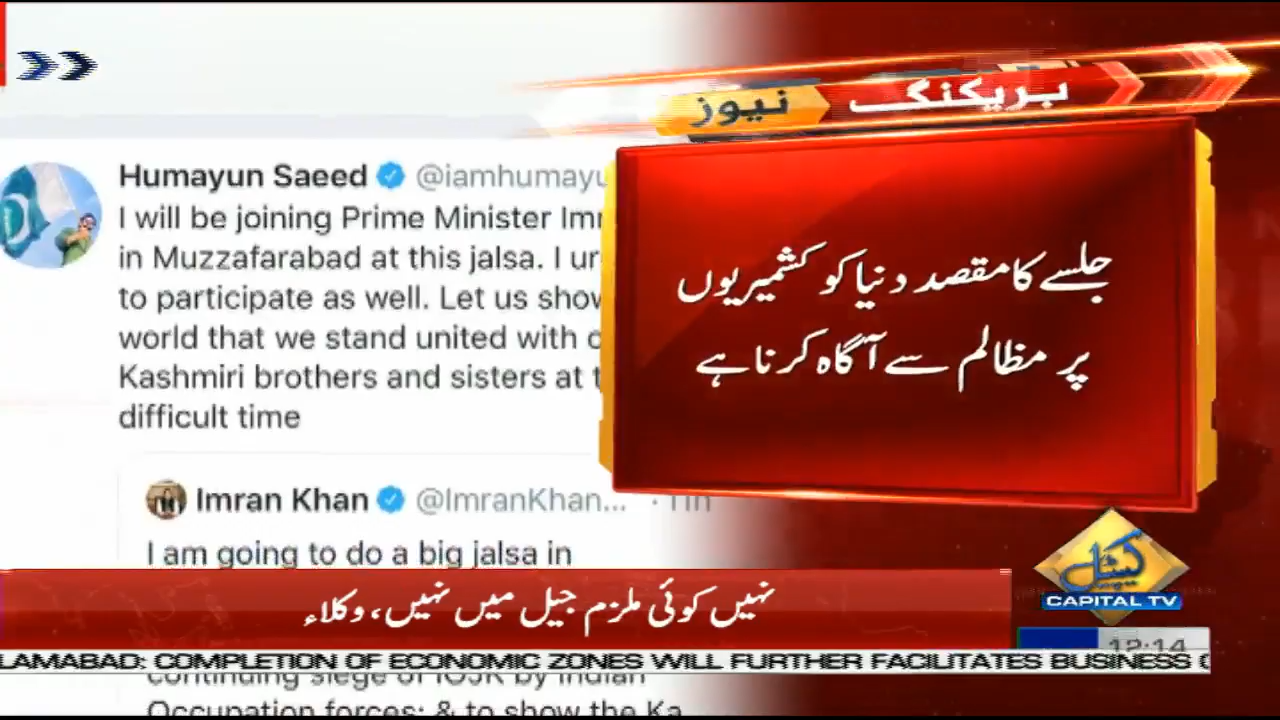 بریکنگ نیوز
Humayun Saeed @iamhumayu
I will be joining Prime Minister Im
in Muzzafarabad at this jalsa. I ur
to participate as well. Let us show
world that we stand united with
Kashmiri brothers and sisters at
difficult time
جلسے کا مقصد دنیا کو کشمیریوں
پر مظالم سے آگاہ کرنا ہے
Imran Khan @ImranKhan... · 11h
I am going to do a big jalsa in
نہیں کوئی ملزم جیل میں نہیں، وکلاء
کیپٹل
CAPITAL TV
12:14
LAMABAD: COMPLETION OF ECONOMIC ZONES WILL FURTHER FACILITATES BUSINESS
continuing siege of IOJK by Indian
Occupation forces; & to show the Ka